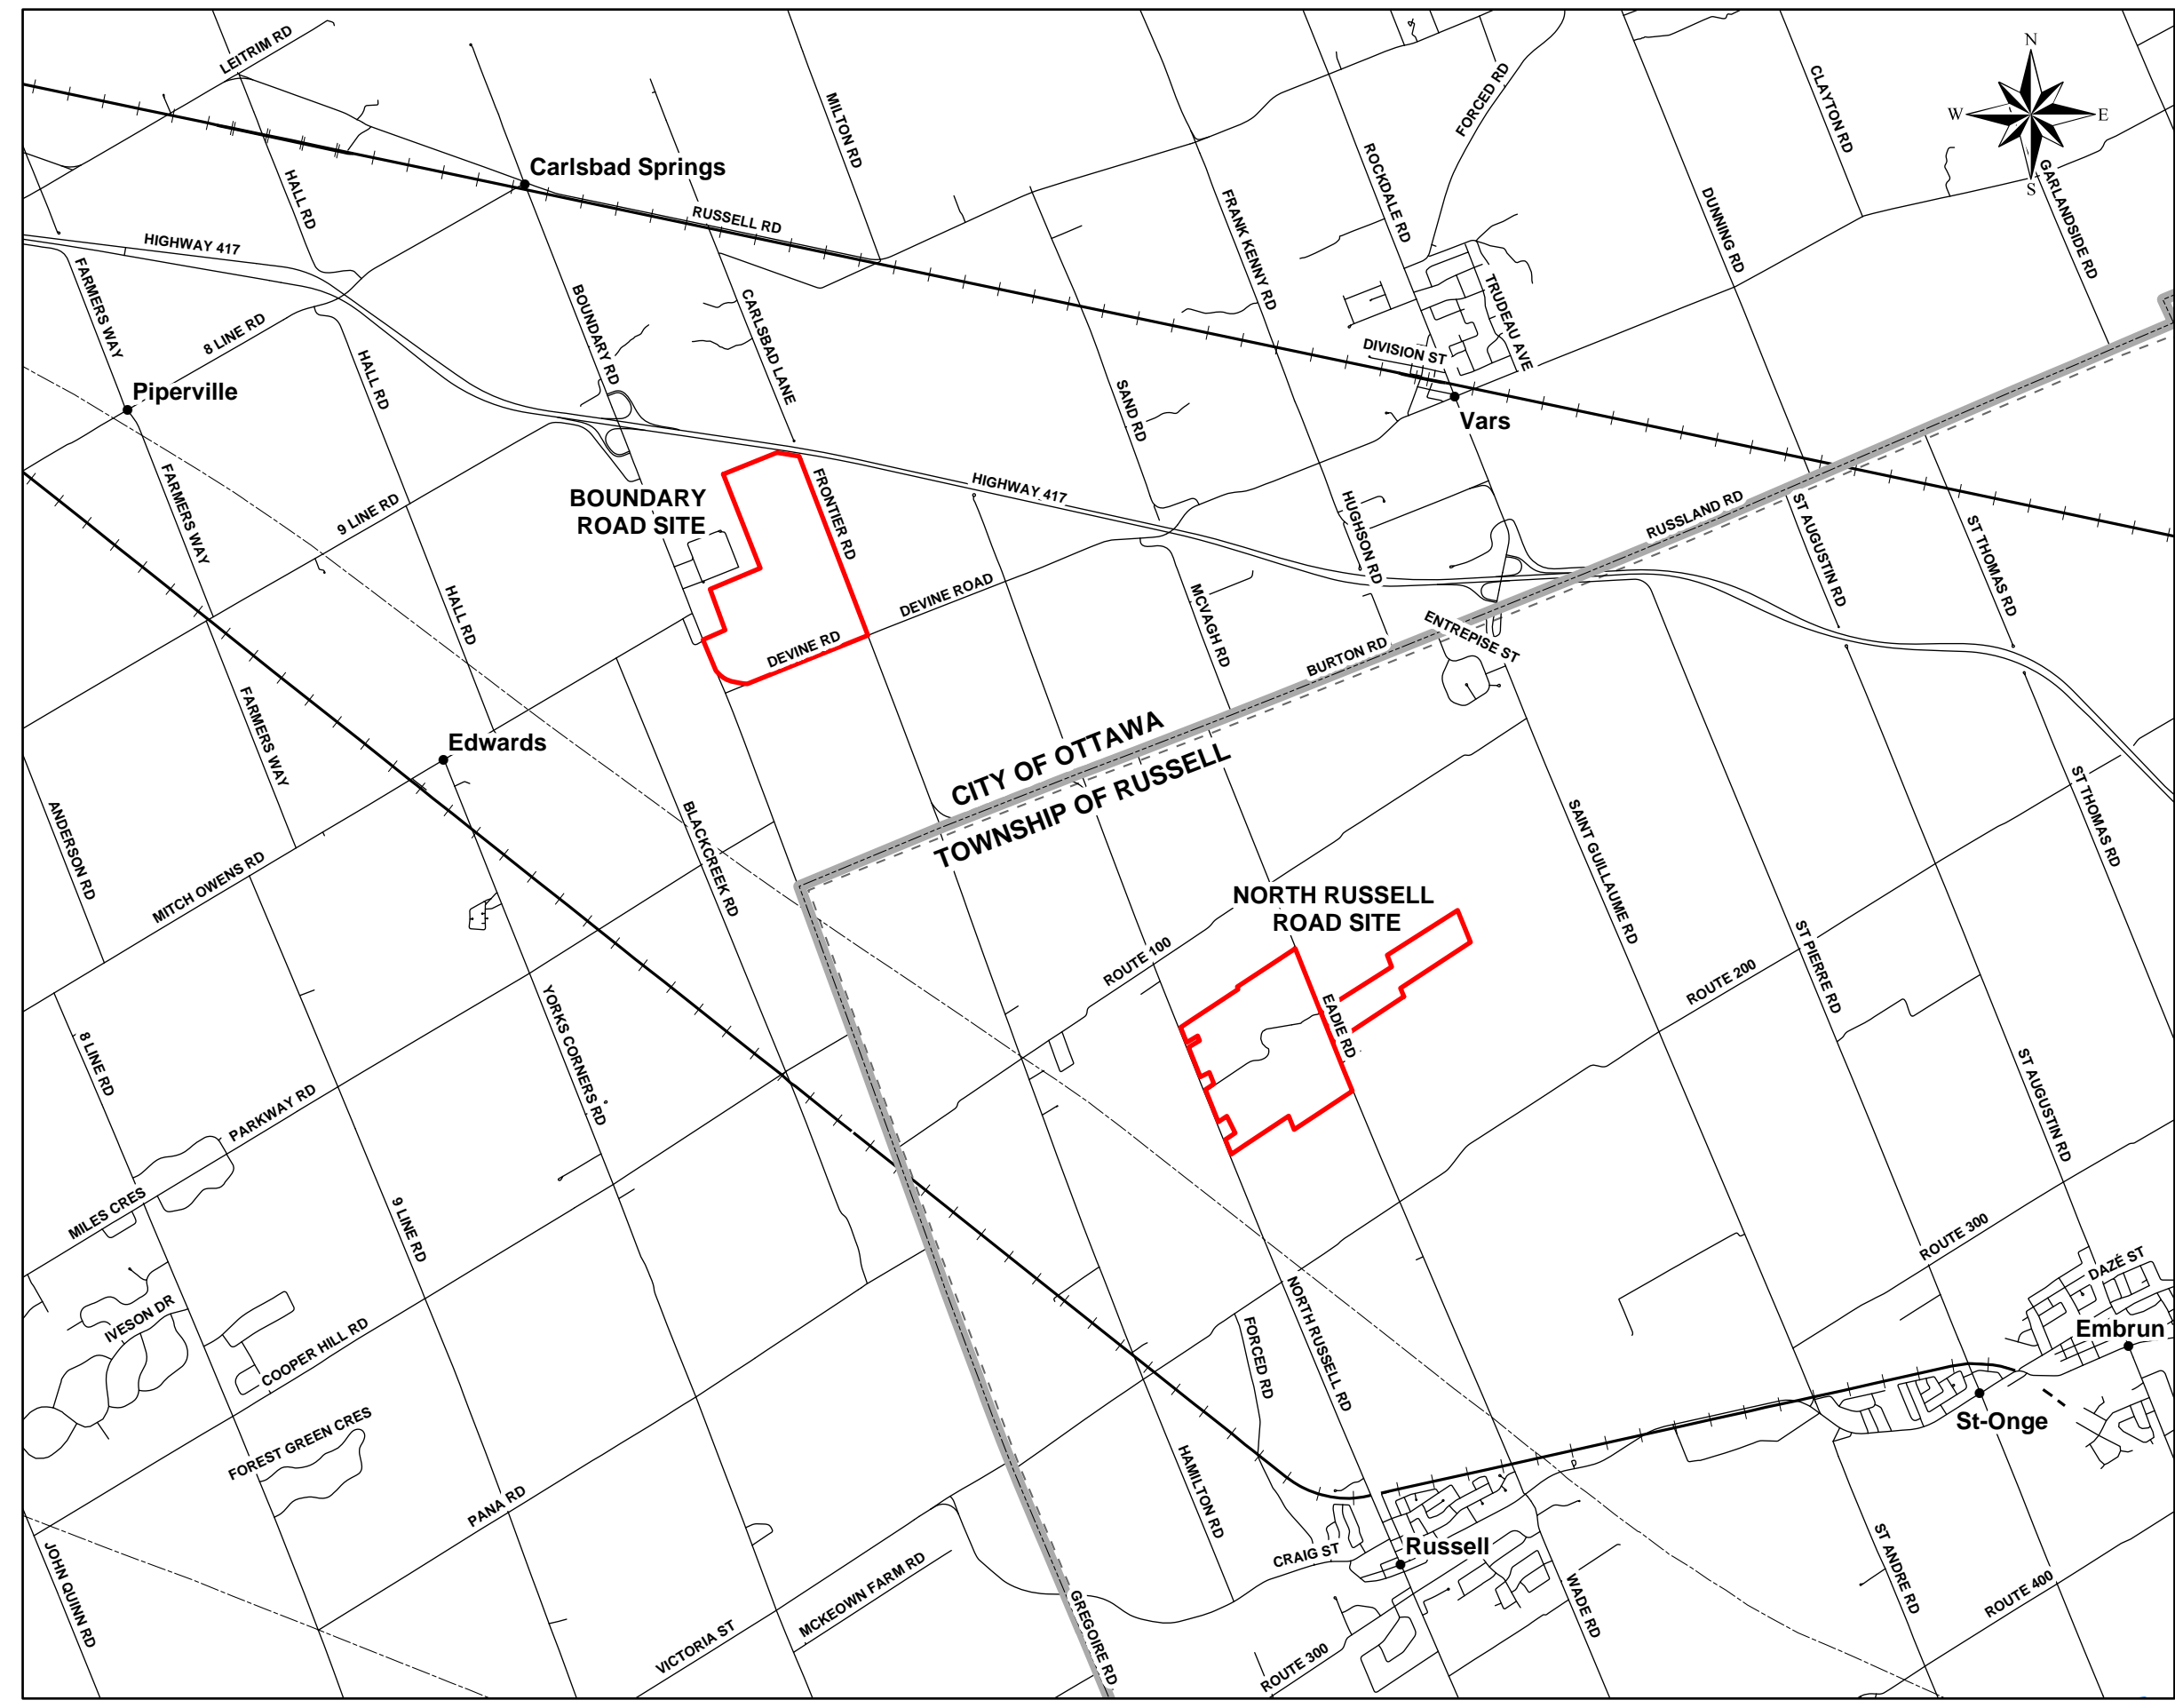 LEITRIM RD
N
W
E
S
MILTON RD
FORCED RD
CLAYTON RD
Carlsbad Springs
HALL RD
ROCKDALE RD
GARLANDSIDE RD
RUSSELL RD
FRANK KENNY RD
DUNNING RD
HIGHWAY 417
FARMERS WAY
BOUNDARY RD
CARLSBAD LANE
TRUDEAU AVE
8 LINE RD
DIVISION ST
HALL RD
Piperville
SAND RD
Vars
FARMERS WAY
9 LINE RD
BOUNDARY
ROAD SITE
FRONTIER RD
HIGHWAY 417
HUGHSON RD
RUSSLAND RD
ST AUGUSTIN RD
ST THOMAS RD
HALL RD
DEVINE ROAD
MCVAGH RD
DEVINE RD
BURTON RD
ENTREPISE ST
FARMERS WAY
Edwards
CITY OF OTTAWA
TOWNSHIP OF RUSSELL
ANDERSON RD
BLACKCREEK RD
SAINT GUILLAUME RD
ST THOMAS RD
MITCH OWENS RD
NORTH RUSSELL
ROAD SITE
ROUTE 100
ST PIERRE RD
ROUTE 200
EADIE RD
8 LINE RD
YORKS CORNERS RD
PARKWAY RD
ST AUGUSTIN RD
MILES CRES
9 LINE RD
ROUTE 300
DAZÉ ST
IVESON DR
NORTH RUSSELL RD
Embrun
COOPER HILL RD
FORCED RD
St-Onge
FOREST GREEN CRES
HAMILTON RD
PANA RD
Russell
CRAIG ST
JOHN QUINN RD
MCKEOWN FARM RD
ST ANDRE RD
ROUTE 400
WADE RD
GREGOIRE RD
VICTORIA ST
ROUTE 300